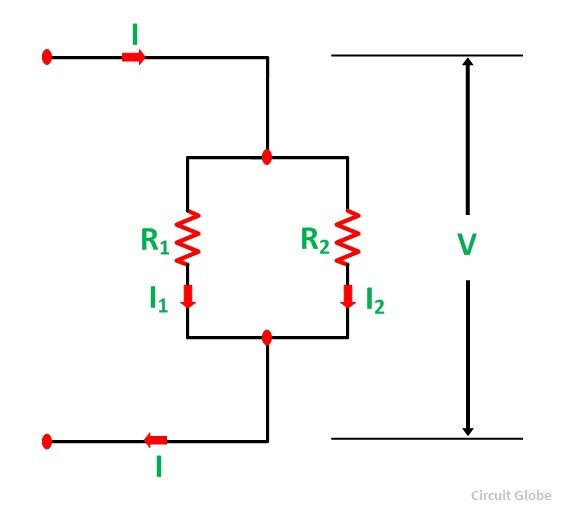 I
R₁
R₂
V
I₁
I₂
I
Circuit Globe